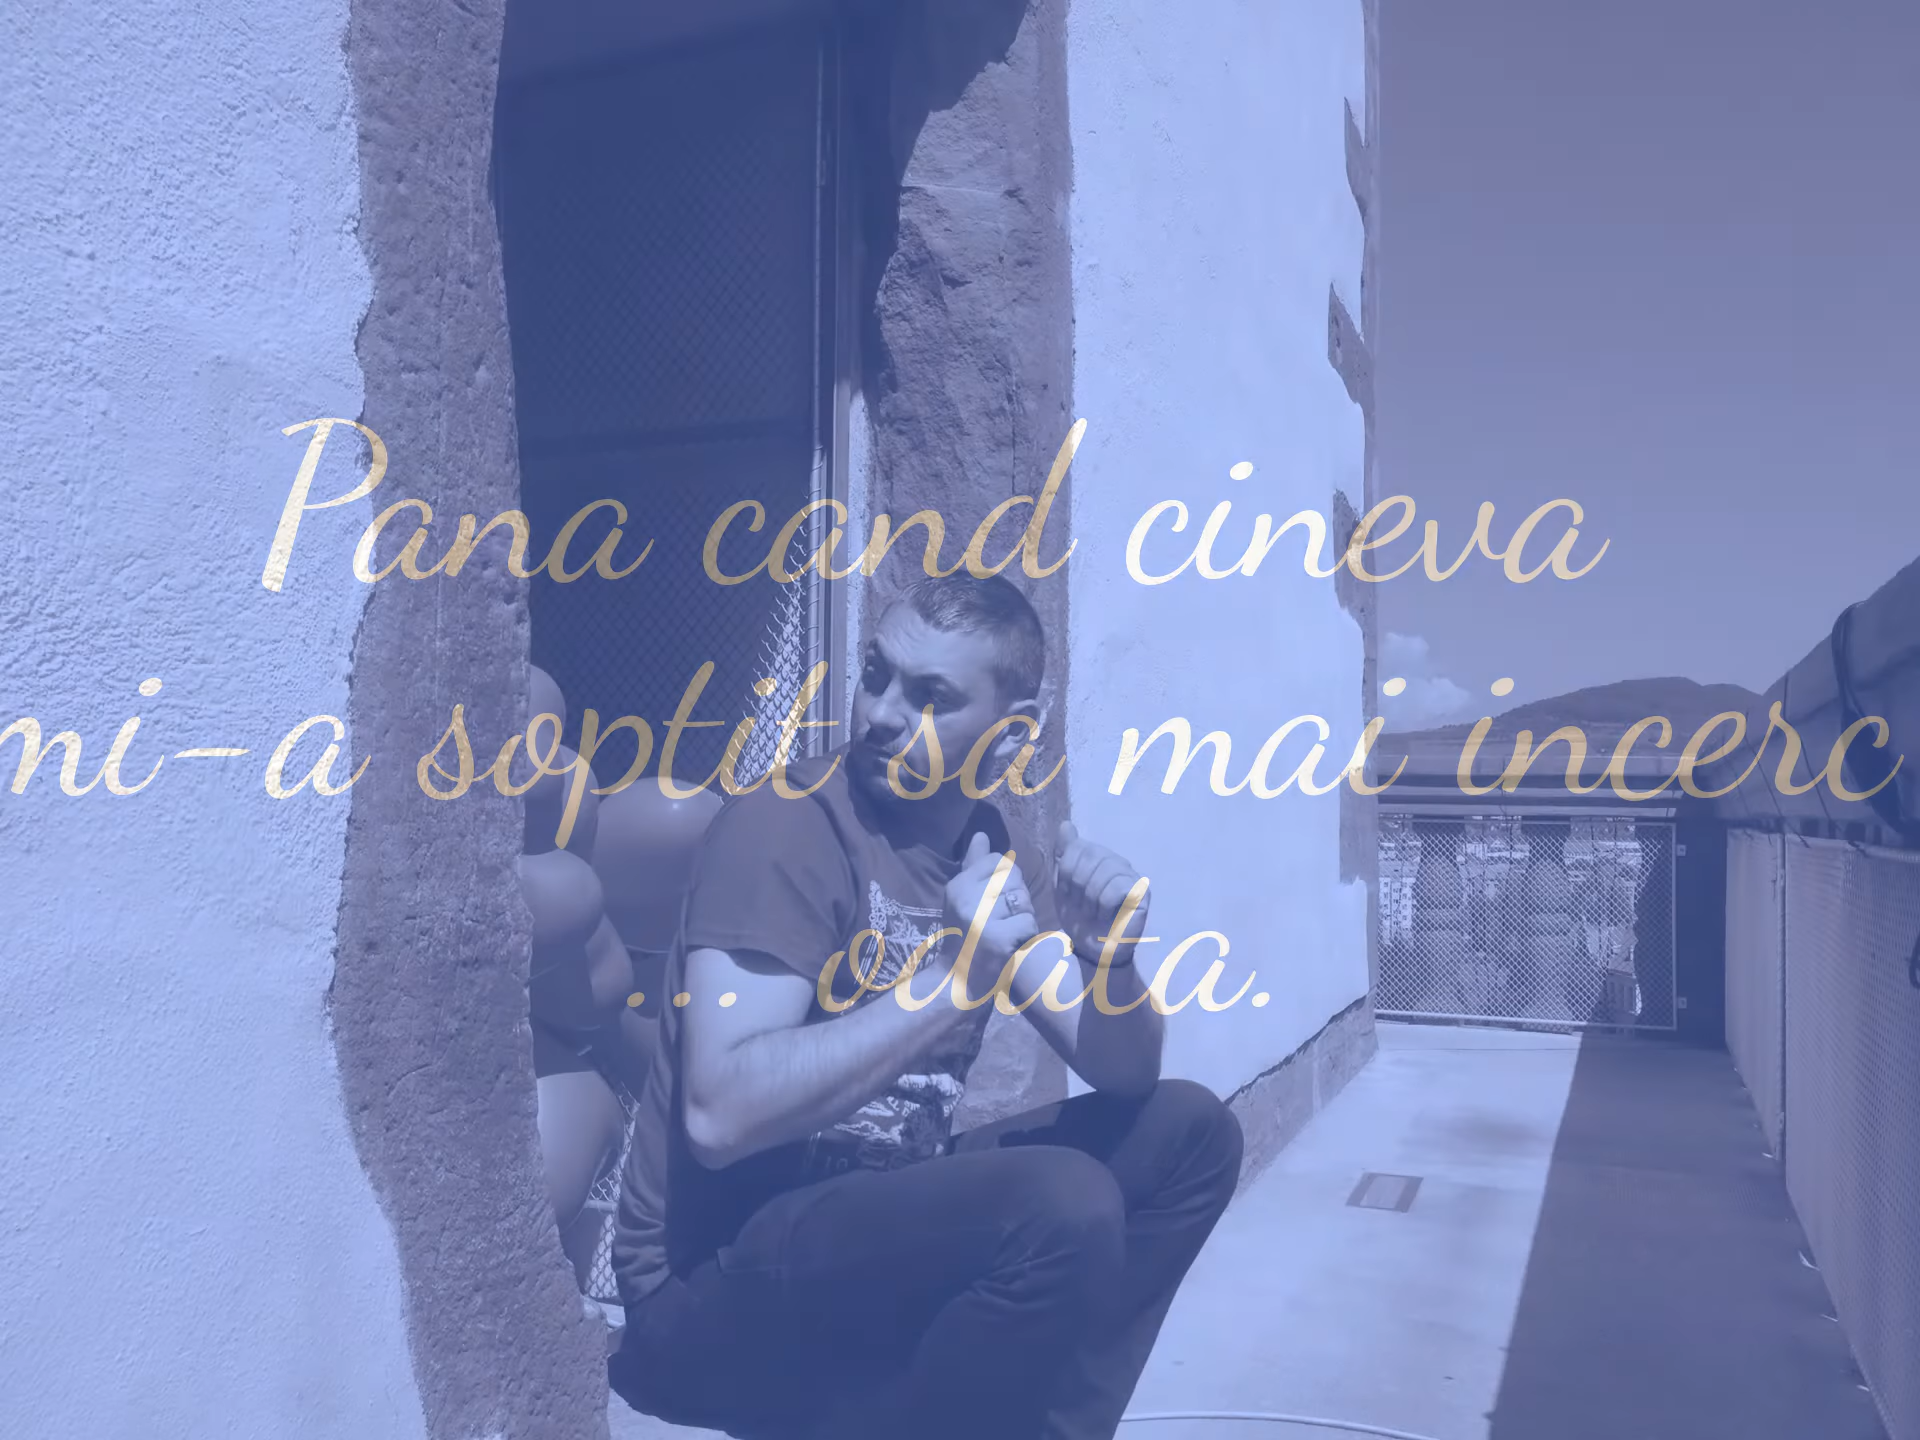 Pana cand cineva
mi-a soptit sa mai incerc
... odata.